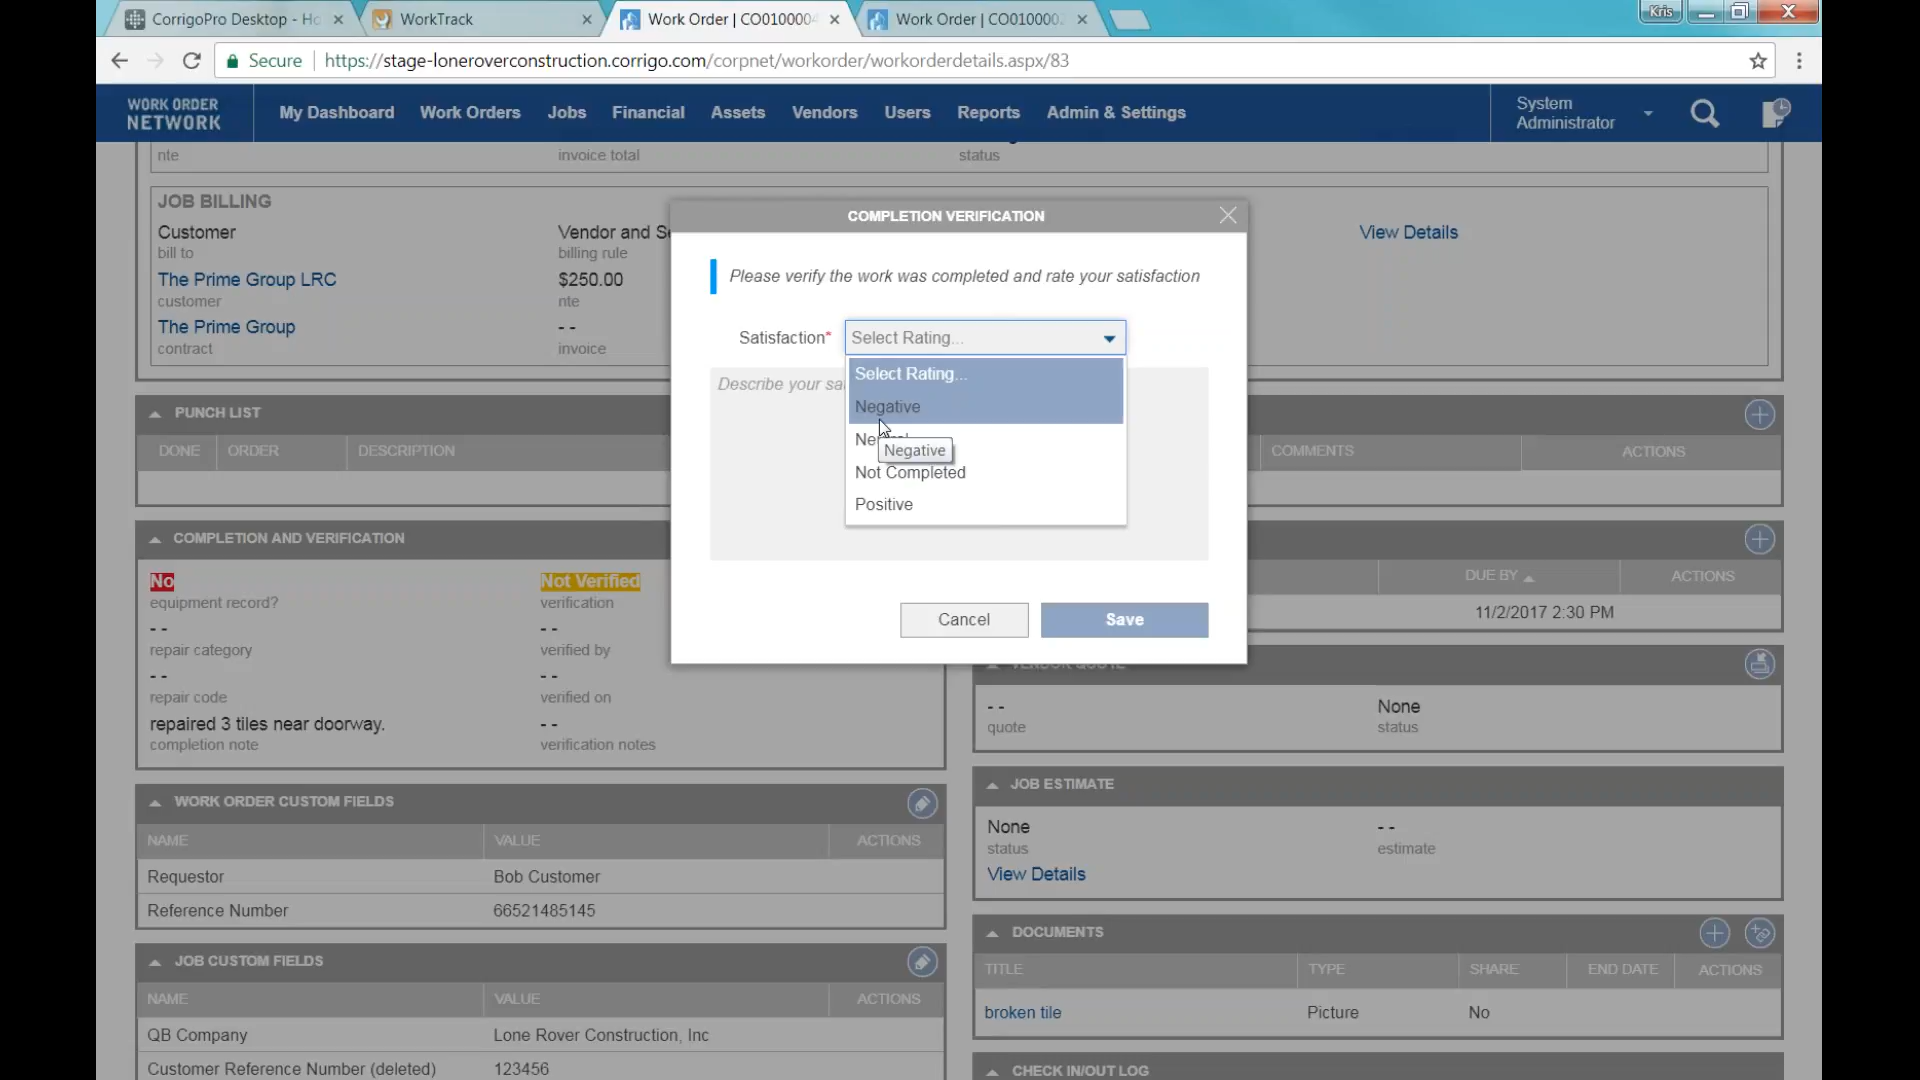 CorrigoPro Desktop - Ho
WorkTrack
Work Order | CO0100004
Work Order | CO010000
Kris
Secure
https://stage-loneroverconstruction.corrigo.com/corpnet/workorder/workorderdetails.aspx/83
WORK ORDER
NETWORK
My Dashboard
Work Orders
Jobs
Financial
Assets
Vendors
Users
Reports
Admin & Settings
System
Administrator
nte
invoice total
status
JOB BILLING
Customer
bill to
The Prime Group LRC
customer
The Prime Group
contract
Vendor and Se
billing rule
$250.00
nte
- -
invoice
View Details
COMPLETION VERIFICATION
Please verify the work was completed and rate your satisfaction
Satisfaction*
Select Rating...
Describe your sa
Select Rating...
Negative
Negative
Not Completed
Positive
Cancel
Save
PUNCH LIST
DONE
ORDER
DESCRIPTION
COMMENTS
ACTIONS
COMPLETION AND VERIFICATION
No
equipment record?
- -
repair category
- -
repair code
repaired 3 tiles near doorway.
completion note
Not Verified
verification
- -
verified by
- -
verified on
- -
verification notes
DUE BY
ACTIONS
11/2/2017 2:30 PM
VENDOR QUOTE
- -
quote
None
status
WORK ORDER CUSTOM FIELDS
NAME
VALUE
ACTIONS
Requestor
Bob Customer
Reference Number
66521485145
JOB ESTIMATE
None
status
- -
estimate
View Details
DOCUMENTS
TITLE
TYPE
SHARE
END DATE
ACTIONS
broken tile
Picture
No
JOB CUSTOM FIELDS
NAME
VALUE
ACTIONS
QB Company
Lone Rover Construction, Inc
Customer Reference Number (deleted)
123456
CHECK IN/OUT LOG